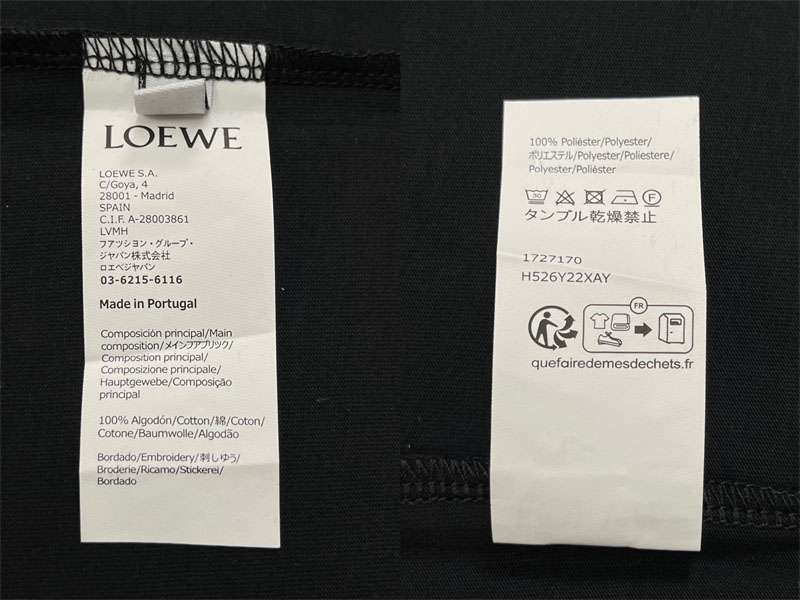 LOEWE
LOEWE S.A.
C/Goya, 4
28001 - Madrid
SPAIN
C.I.F. A-28003861
LVMH
ファッション・グループ・
ジャパン株式会社
ロエベジャパン
03-6215-6116
Made in Portugal
Composición principal/Main
composition/メインファブリック/
Composition principal/
Composizione principale/
Hauptgewebe/Composição
principal
100% Algodón/Cotton/綿/Coton/
Cotone/Baumwolle/Algodão
Bordado/Embroidery/刺しゅう/
Broderie/Ricamo/Stickerei/
Bordado
100% Poliéster/Polyester/
ポリエステル/Polyester/Poliestere/
Polyester/Poliéster
30
P
タンブル乾燥禁止
1727170
H526Y22XAY
FR
quefairedemesdechets.fr